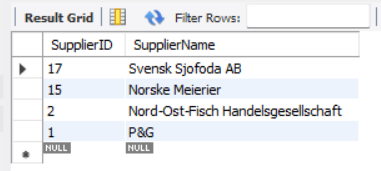 Result Grid Filter Rows:
SupplierID SupplierName
17 Svensk Sjofoda AB
15 Norske Meierier
2 Nord-Ost-Fisch Handelsgesellschaft
1 P&G
NULL NULL